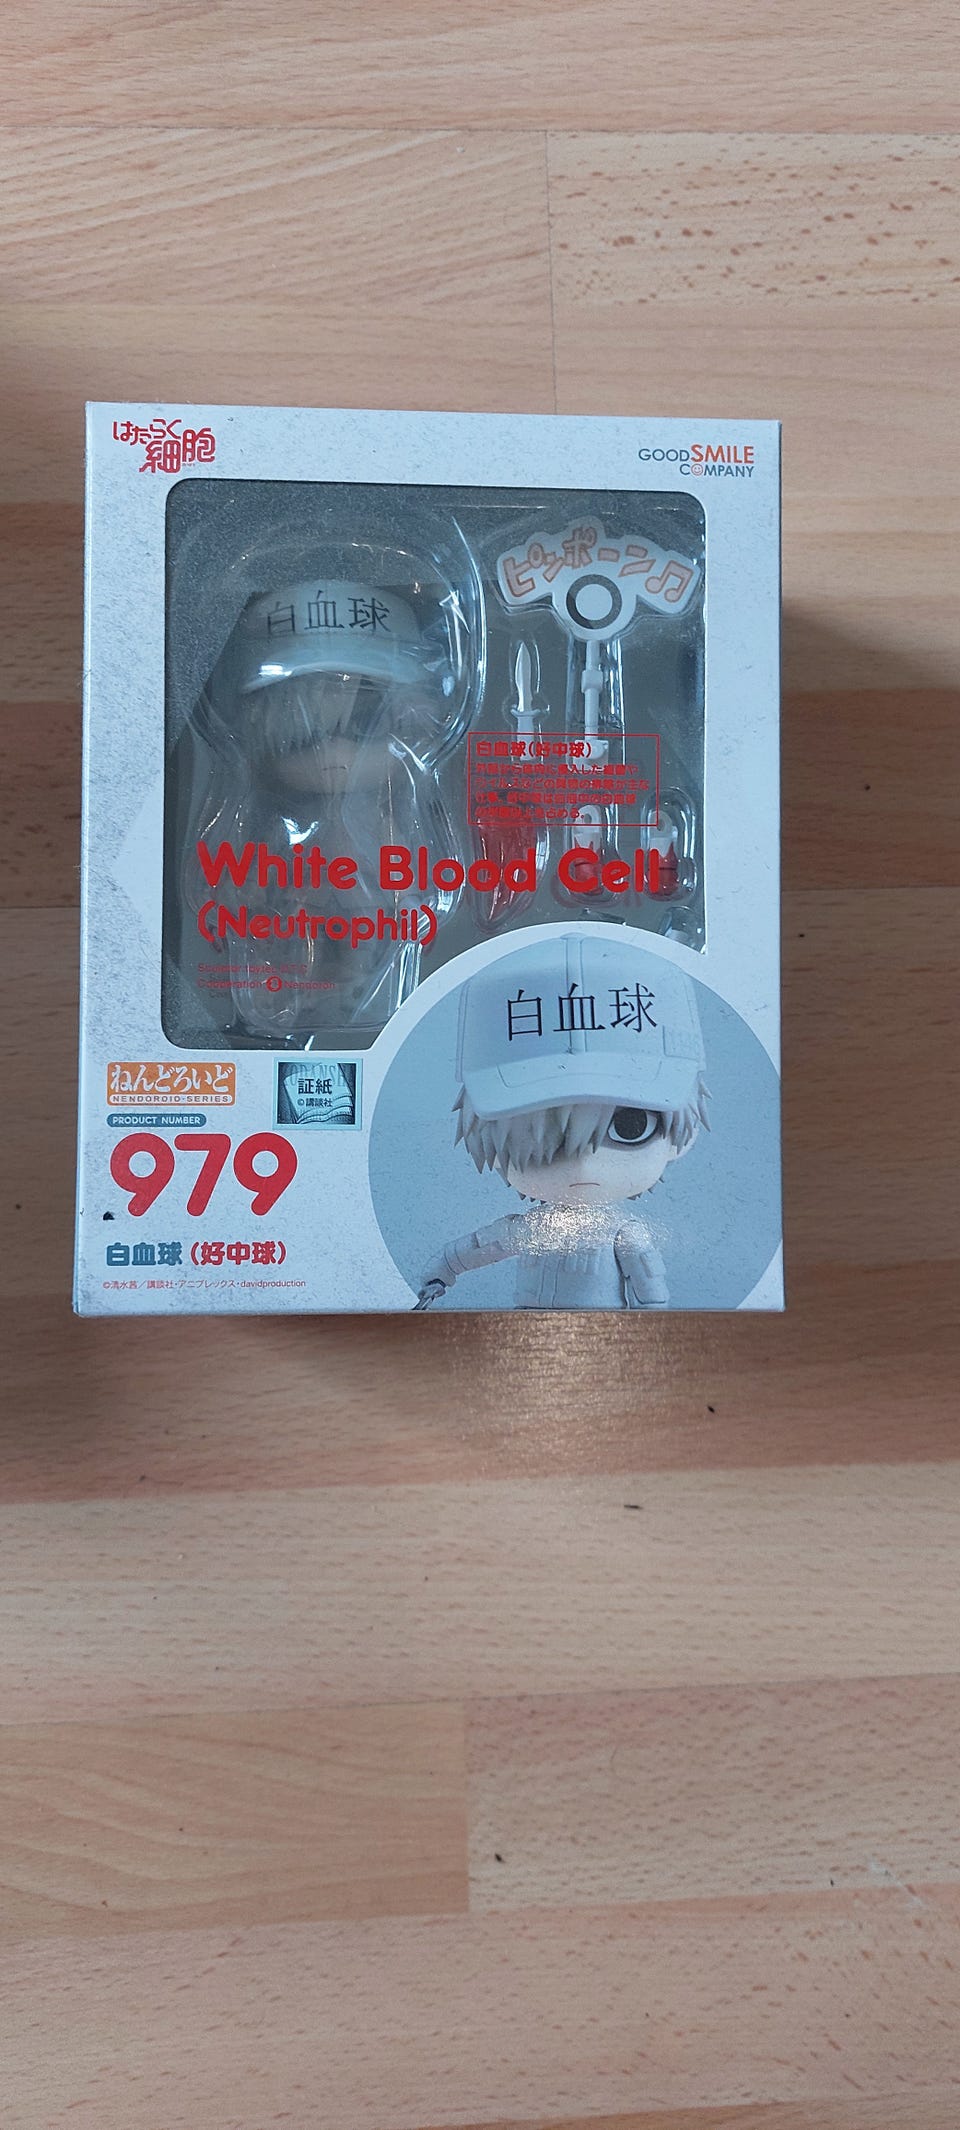 はたらく
細胞
GOODSMILE
COMPANY
ピンポーン♫
白血球
白血球(好中球)
White Blood Cell
(Neutrophil)
Cooperation Nendoron
ねんどろいど
NENDOROID-SERIES
証紙
©講談社
PRODUCT NUMBER
979
白血球(好中球)
©清水茜/講談社・アニプレックス・davidproduction
白血球